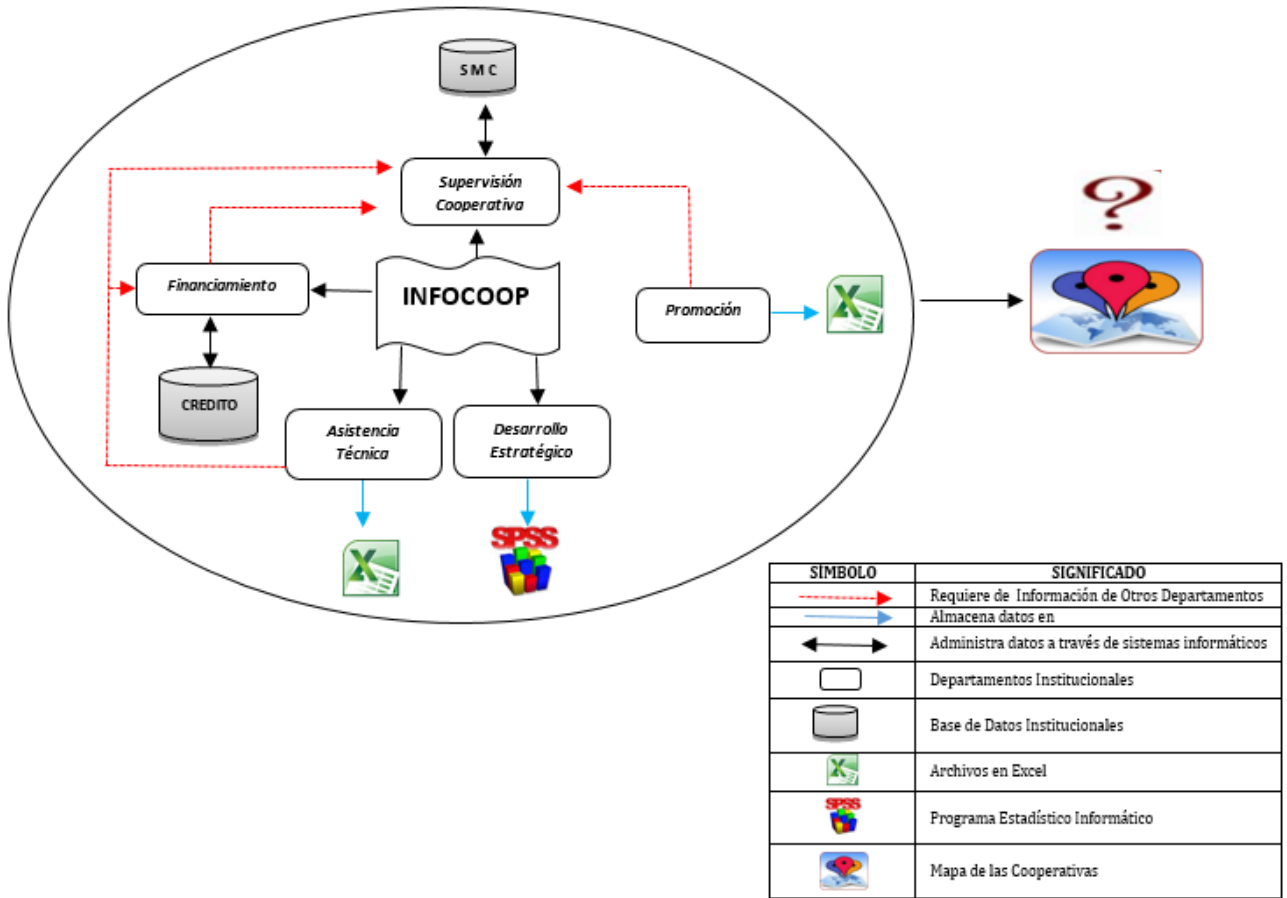 S M C
Supervisión
Cooperativa
Financiamiento
INFOCOOP
Promoción
CREDITO
Asistencia
Técnica
Desarrollo
Estratégico
SPSS
?
SÍMBOLO SIGNIFICADO
Requiere de Información de Otros Departamentos
Almacena datos en
Administra datos a través de sistemas informáticos
Departamentos Institucionales
Base de Datos Institucionales
Archivos en Excel
SPSS
Programa Estadístico Informático
Mapa de las Cooperativas